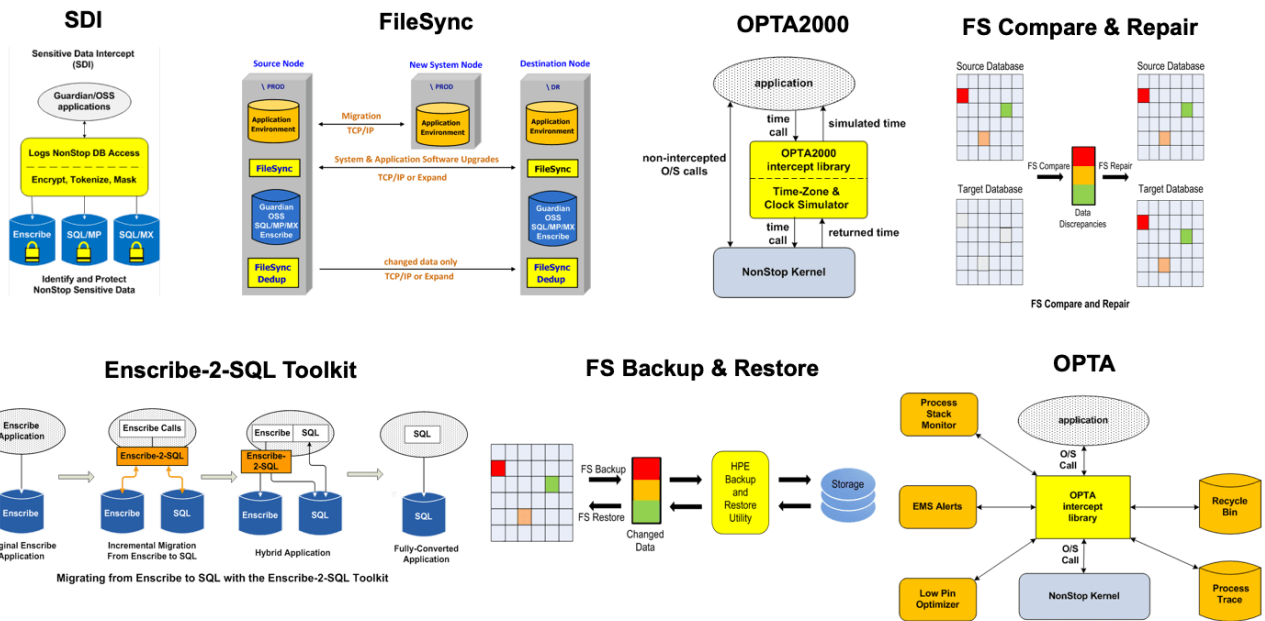 SDI
Sensitive Data Intercept
(SDI)
Guardian/OSS
applications
Logs NonStop DB Access
Encrypt, Tokenize, Mask
Enscribe
SQL/MP
SQL/MX
Identify and Protect
NonStop Sensitive Data
FileSync
Source Node
New System Node
Destination Node
\ PROD
\ PROD
\ DR
Application
Environment
Migration
TCP/IP
Application
Environment
Application
Environment
System & Application Software Upgrades
FileSync
FileSync
TCP/IP or Expand
Guardian
OSS
SQL/MP/MX
Enscribe
Guardian
OSS
SQL/MP/MX
Enscribe
FileSync
Dedup
changed data only
TCP/IP or Expand
FileSync
Dedup
OPTA2000
application
time
call
simulated time
non-intercepted
O/S calls
OPTA2000
intercept library
Time-Zone &
Clock Simulator
time
call
returned time
NonStop Kernel
FS Compare & Repair
Source Database
Source Database
FS Compare
FS Repair
Target Database
Target Database
Data
Discrepancies
FS Compare and Repair
Enscribe-2-SQL Toolkit
Enscribe
Application
Enscribe
ginal Enscribe
Application
Enscribe Calls
Enscribe-2-SQL
Enscribe
SQL
Incremental Migration
From Enscribe to SQL
Enscribe
SQL
Enscribe-
2-SQL
Enscribe
SQL
Hybrid Application
SQL
SQL
Fully-Converted
Application
Migrating from Enscribe to SQL with the Enscribe-2-SQL Toolkit
FS Backup & Restore
FS Backup
FS Restore
Changed
Data
HPE
Backup
and
Restore
Utility
Storage
OPTA
Process
Stack
Monitor
application
O/S
Call
EMS Alerts
OPTA
intercept
library
Recycle
Bin
O/S
Call
Low Pin
Optimizer
NonStop Kernel
Process
Trace